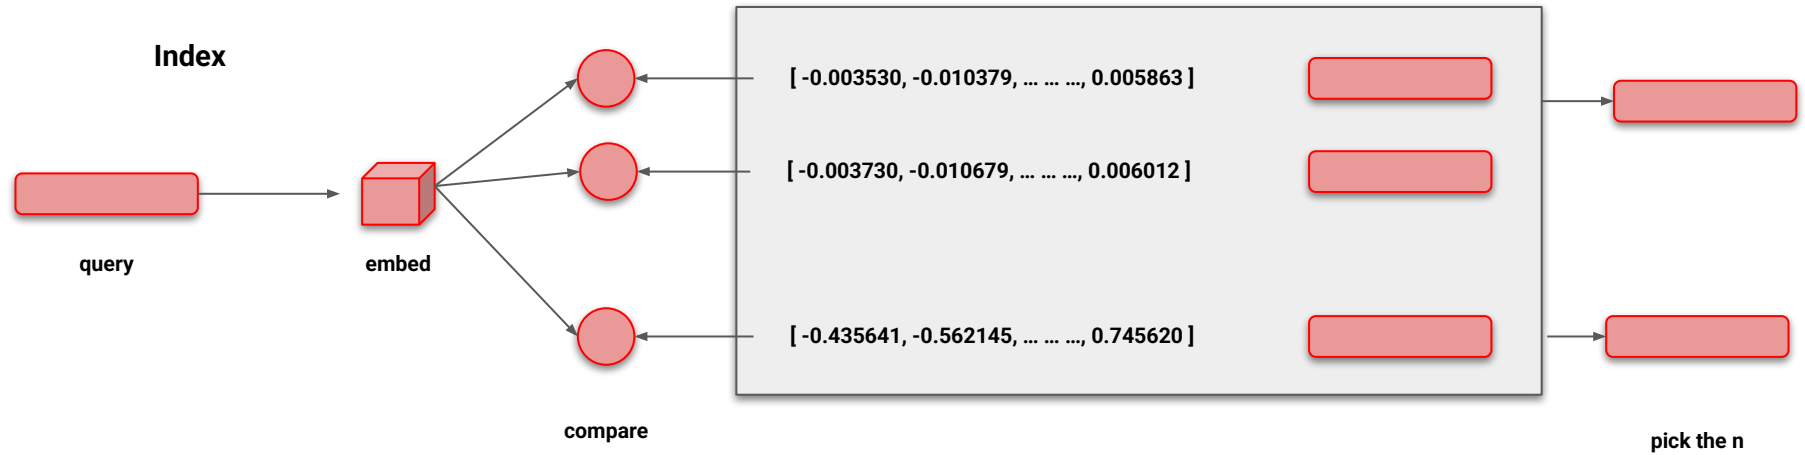 Index
[ -0.003530, -0.010379, ... ... ..., 0.005863 ]
[ -0.003730, -0.010679, ... ... ..., 0.006012 ]
query
embed
[ -0.435641, -0.562145, ... ... ..., 0.745620 ]
compare
pick the n